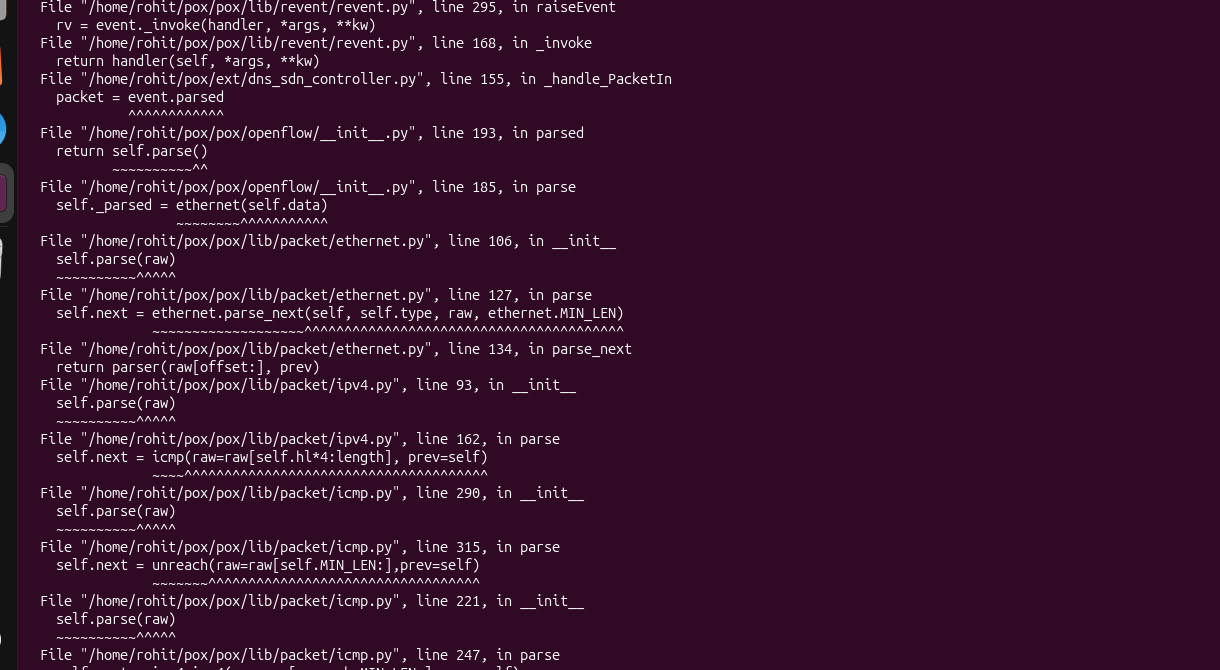 File "/home/rohit/pox/pox/lib/revent/revent.py", line 295, in raiseEvent
rv = event._invoke(handler, *args, **kw)
File "/home/rohit/pox/pox/lib/revent/revent.py", line 168, in _invoke
return handler(self, *args, **kw)
File "/home/rohit/pox/ext/dns_sdn_controller.py", line 155, in _handle_PacketIn
packet = event.parsed
^^^^^^^^^^^^
File "/home/rohit/pox/pox/openflow/__init__.py", line 193, in parsed
return self.parse()
~~~~~~~~~~^^
File "/home/rohit/pox/pox/openflow/__init__.py", line 185, in parse
self._parsed = ethernet(self.data)
~~~~~~~~^^^^^^^^^^^
File "/home/rohit/pox/pox/lib/packet/ethernet.py", line 106, in __init__
self.parse(raw)
~~~~~~~~~~^^^^^
File "/home/rohit/pox/pox/lib/packet/ethernet.py", line 127, in parse
self.next = ethernet.parse_next(self, self.type, raw, ethernet.MIN_LEN)
~~~~~~~~~~~~~~~~~~~^^^^^^^^^^^^^^^^^^^^^^^^^^^^^^^^^^^^^^^^
File "/home/rohit/pox/pox/lib/packet/ethernet.py", line 134, in parse_next
return parser(raw[offset:], prev)
File "/home/rohit/pox/pox/lib/packet/ipv4.py", line 93, in __init__
self.parse(raw)
~~~~~~~~~~^^^^^
File "/home/rohit/pox/pox/lib/packet/ipv4.py", line 162, in parse
self.next = icmp(raw=raw[self.hl*4:length], prev=self)
~~~~^^^^^^^^^^^^^^^^^^^^^^^^^^^^^^^^^^^^^^
File "/home/rohit/pox/pox/lib/packet/icmp.py", line 290, in __init__
self.parse(raw)
~~~~~~~~~~^^^^^
File "/home/rohit/pox/pox/lib/packet/icmp.py", line 315, in parse
self.next = unreach(raw=raw[self.MIN_LEN:],prev=self)
~~~~~~~^^^^^^^^^^^^^^^^^^^^^^^^^^^^^^^^^^
File "/home/rohit/pox/pox/lib/packet/icmp.py", line 221, in __init__
self.parse(raw)
~~~~~~~~~~^^^^^
File "/home/rohit/pox/pox/lib/packet/icmp.py", line 247, in parse